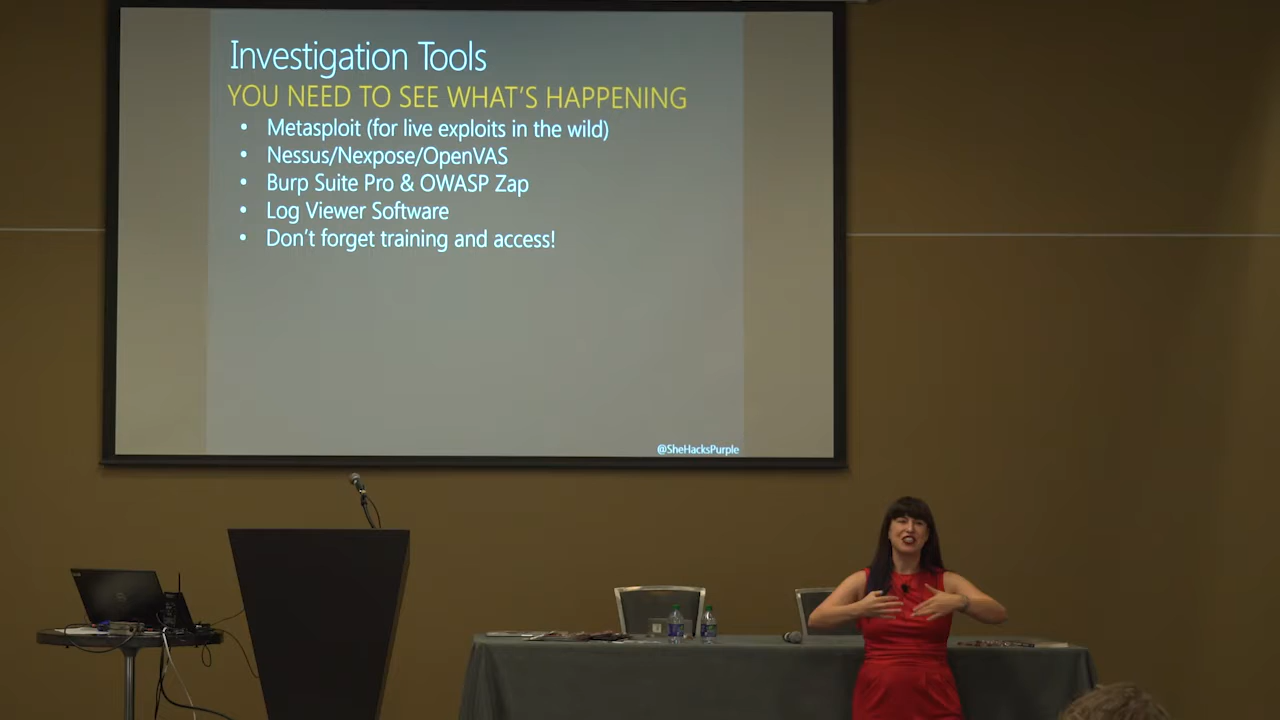 Investigation Tools
YOU NEED TO SEE WHAT'S HAPPENING
• Metasploit (for live exploits in the wild)
• Nessus/Nexpose/OpenVAS
• Burp Suite Pro & OWASP Zap
• Log Viewer Software
• Don't forget training and access!
@SheHacksPurple